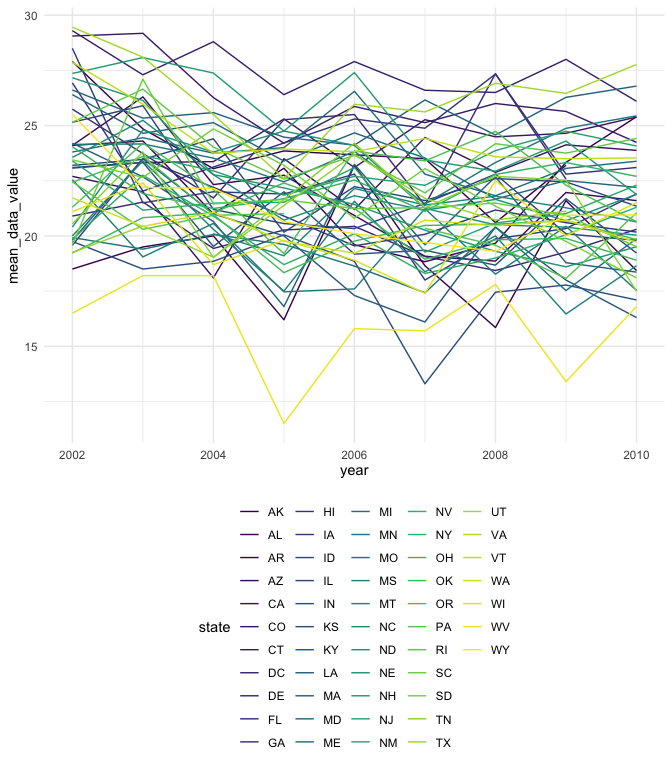 30
25
20
15
mean_data_value
2002 2004 2006 2008 2010
year
AK HI MI NV UT
AL IA MN NY VA
AR ID MO OH VT
AZ IL MS OK WA
CA IN MT OR WI
state CO KS NC PA WV
CT KY ND RI WY
DC LA NE SC
DE MA NH SD
FL MD NJ TN
GA ME NM TX